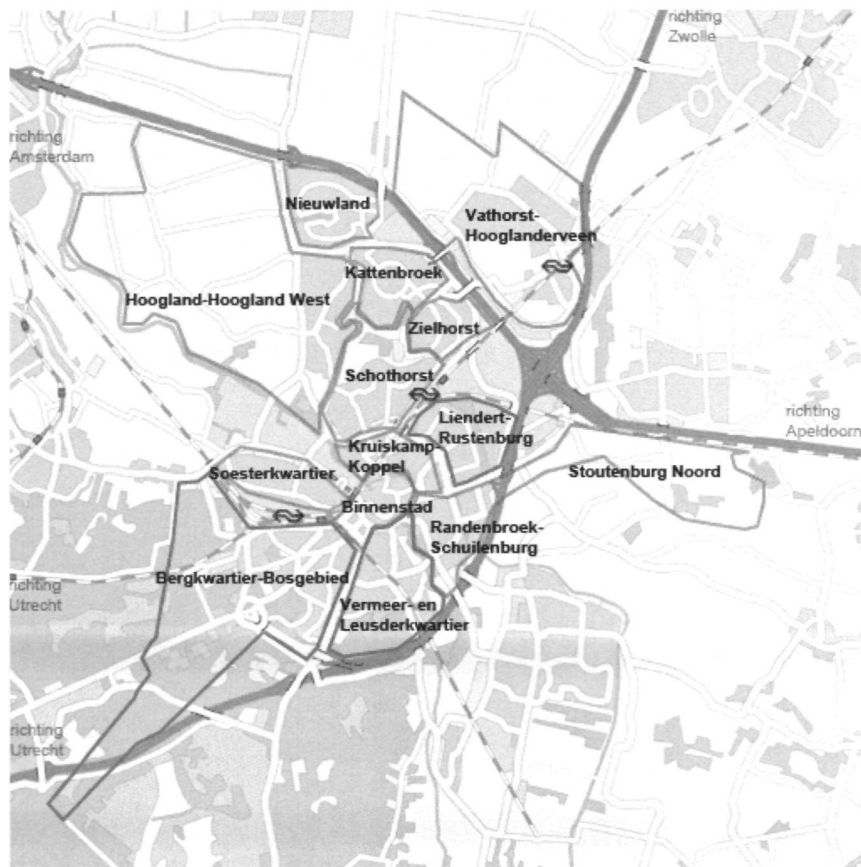 richting
Zwolle
richting
Amsterdam
Nieuwland
Vathorst-
Hooglanderveen
Kattenbroek
Hoogland-Hoogland West
Zielhorst
Schothorst
Liendert-
Rustenburg
richting
Apeldoorn
Kruiskamp-
Koppel
Soesterkwartier
Stoutenburg Noord
Binnenstad
Randenbroek-
Schuilenburg
Bergkwartier-Bosgebied
richting
Utrecht
Vermeer- en
Leusderkwartier
richting
Utrecht